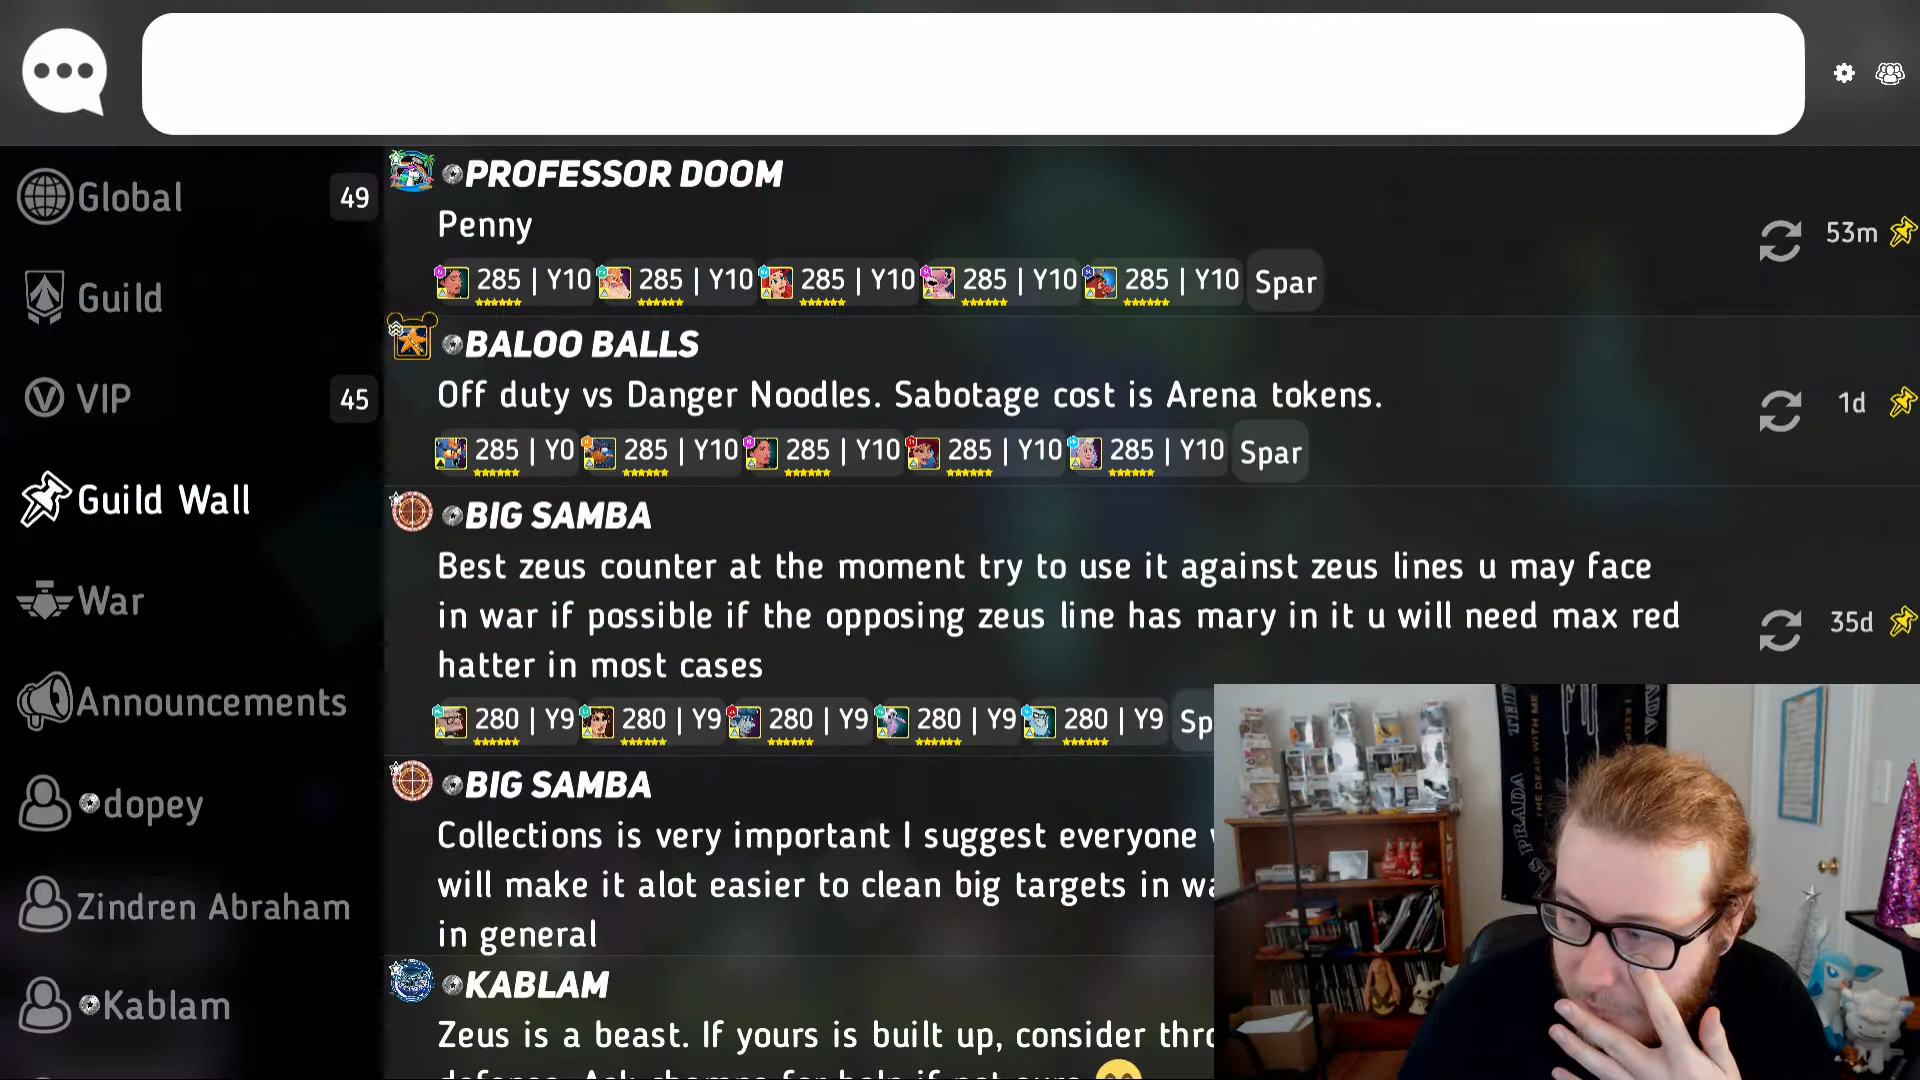 Global 49
Guild
VIP 45
Guild Wall
War
Announcements
dopey
Zindren Abraham
Kablam
PROFESSOR DOOM
Penny
53m
285 | Y10 285 | Y10 285 | Y10 285 | Y10 285 | Y10 Spar
BALOO BALLS
Off duty vs Danger Noodles. Sabotage cost is Arena tokens.
1d
285 | Y0 285 | Y10 285 | Y10 285 | Y10 285 | Y10 Spar
BIG SAMBA
Best zeus counter at the moment try to use it against zeus lines u may face
in war if possible if the opposing zeus line has mary in it u will need max red
hatter in most cases
35d
280 | Y9 280 | Y9 280 | Y9 280 | Y9 280 | Y9 Sp
BIG SAMBA
Collections is very important I suggest everyone
will make it alot easier to clean big targets in wa
in general
KABLAM
Zeus is a beast. If yours is built up, consider thro